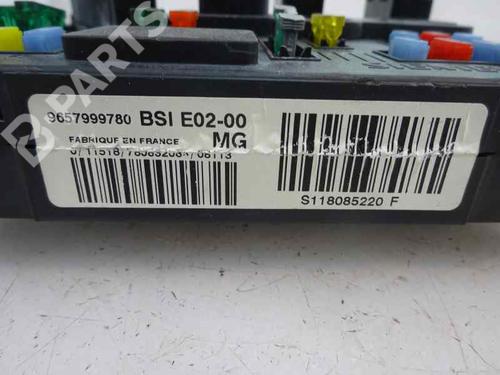 9657999780 BSI E02-00
FABRIQUE EN FRANCE MG
S118085220 F
B-PARTS